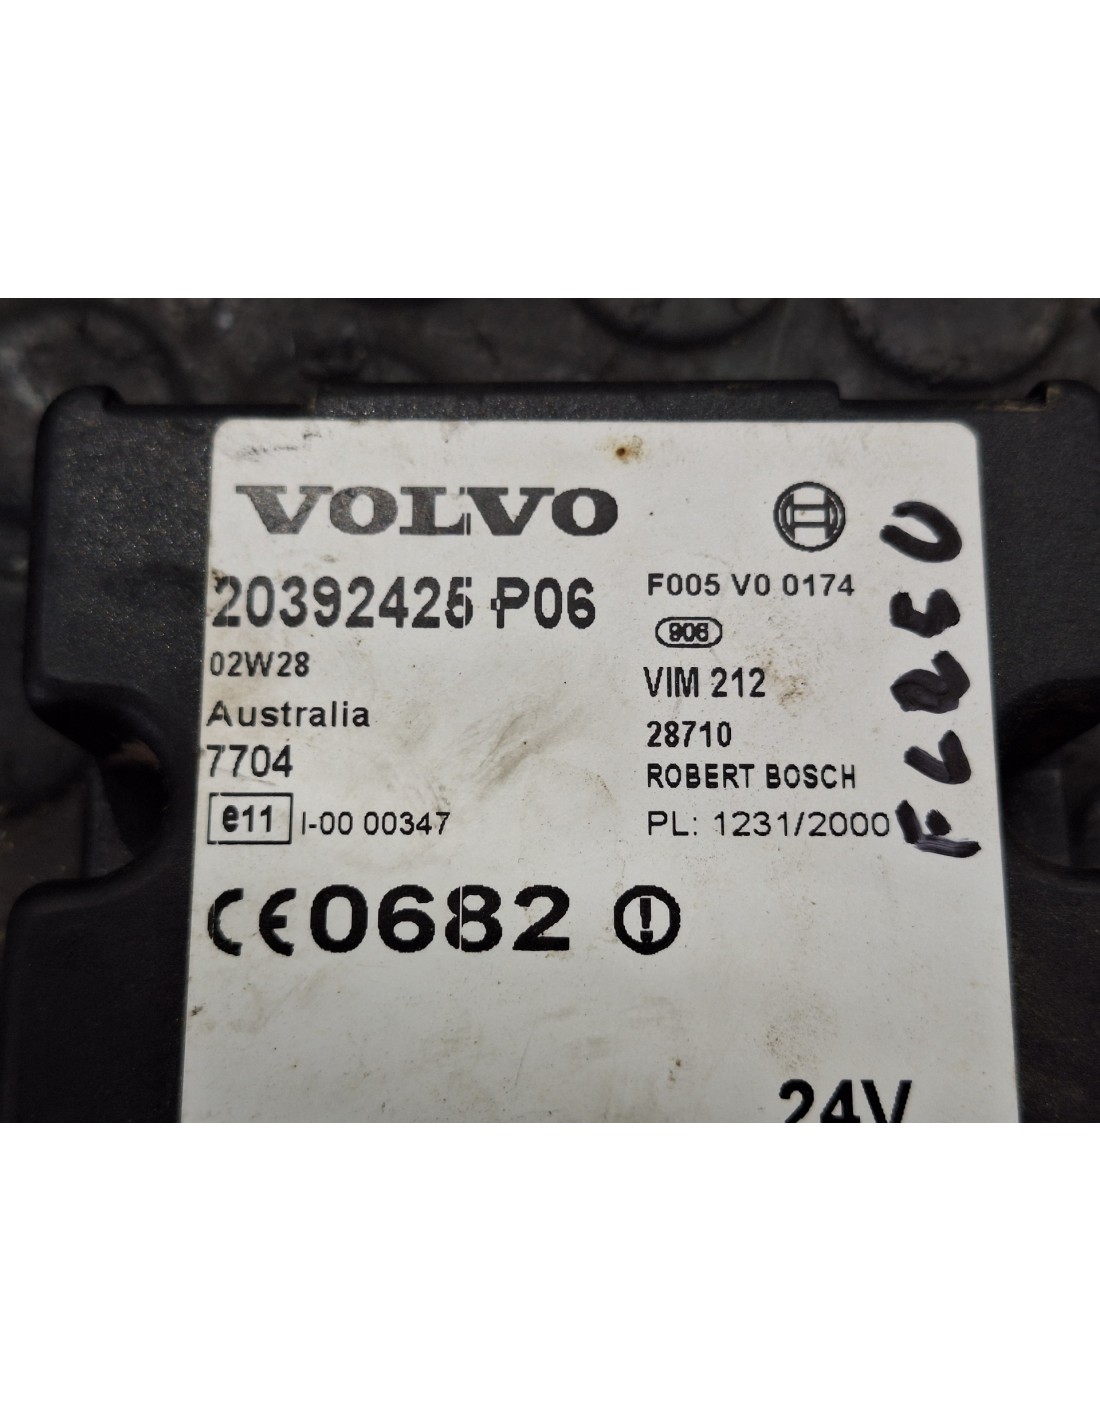 VOLVO
20392425 P06
02W28
Australia
7704
e11 I-00 00347
CE0682
F005 V0 0174
906
VIM 212
28710
ROBERT BOSCH
PL: 1231/2000
24V